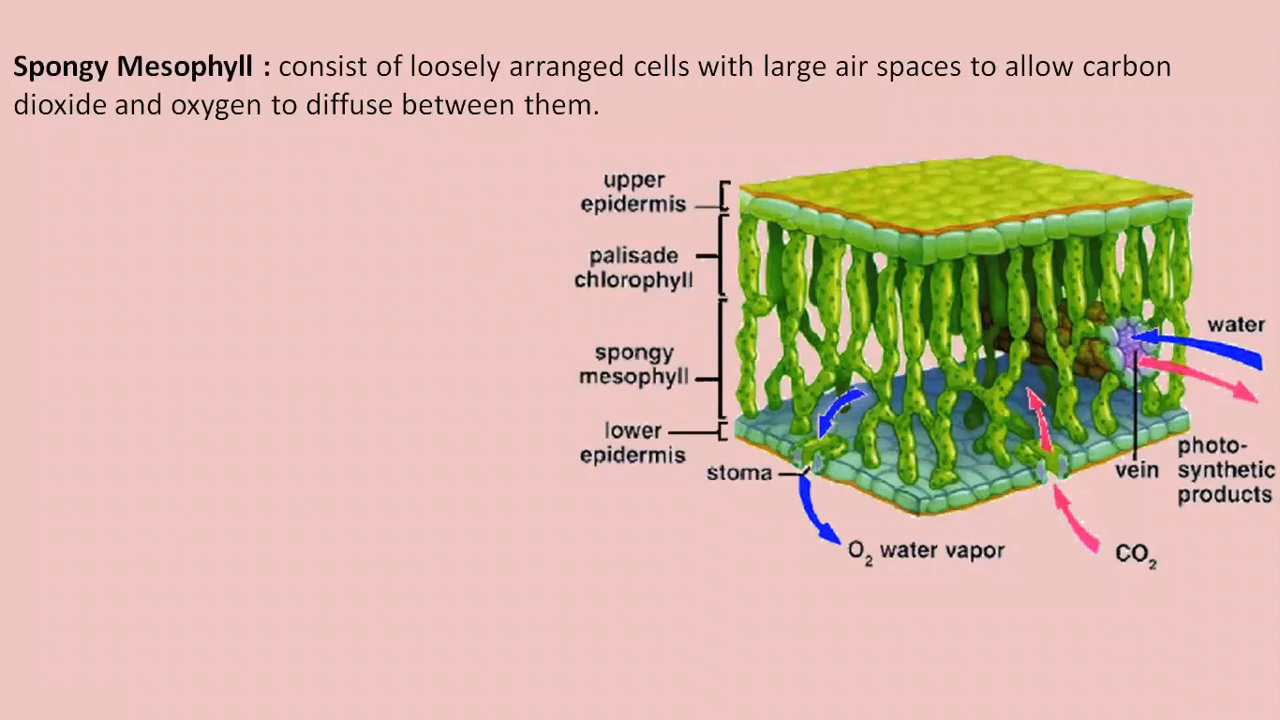 Spongy Mesophyll : consist of loosely arranged cells with large air spaces to allow carbon
dioxide and oxygen to diffuse between them.
upper
epidermis
palisade
chlorophyll
spongy
mesophyll
lower
epidermis
stoma
O₂ water vapor
CO₂
water
vein
photo-
synthetic
products